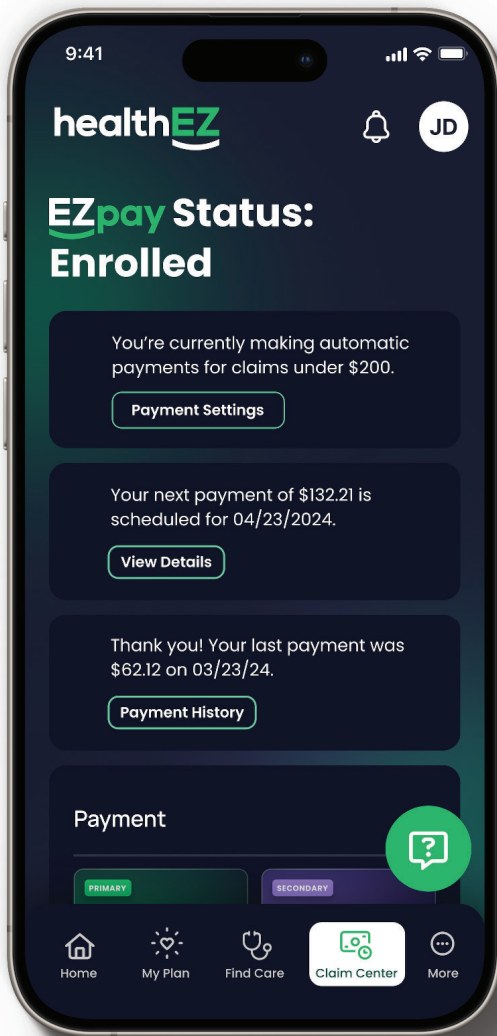 9:41
healthEZ
JD
EZpay Status:
Enrolled
You're currently making automatic
payments for claims under $200.
Payment Settings
Your next payment of $132.21 is
scheduled for 04/23/2024.
View Details
Thank you! Your last payment was
$62.12 on 03/23/24.
Payment History
Payment
?
PRIMARY
SECONDARY
Home
My Plan
Find Care
Claim Center
More